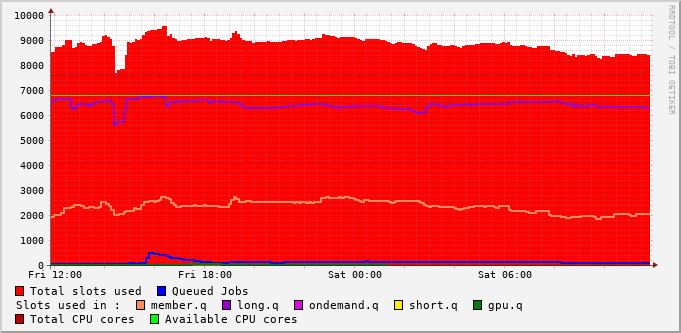 10000
9000
8000
7000
6000
5000
4000
3000
2000
1000
0
Fri 12:00 Fri 18:00 Sat 00:00 Sat 06:00
Total slots used Queued Jobs
Slots used in : member.q long.q ondemand.q short.q gpu.q
Total CPU cores Available CPU cores
RRDTOOL / TOBI OETIKER